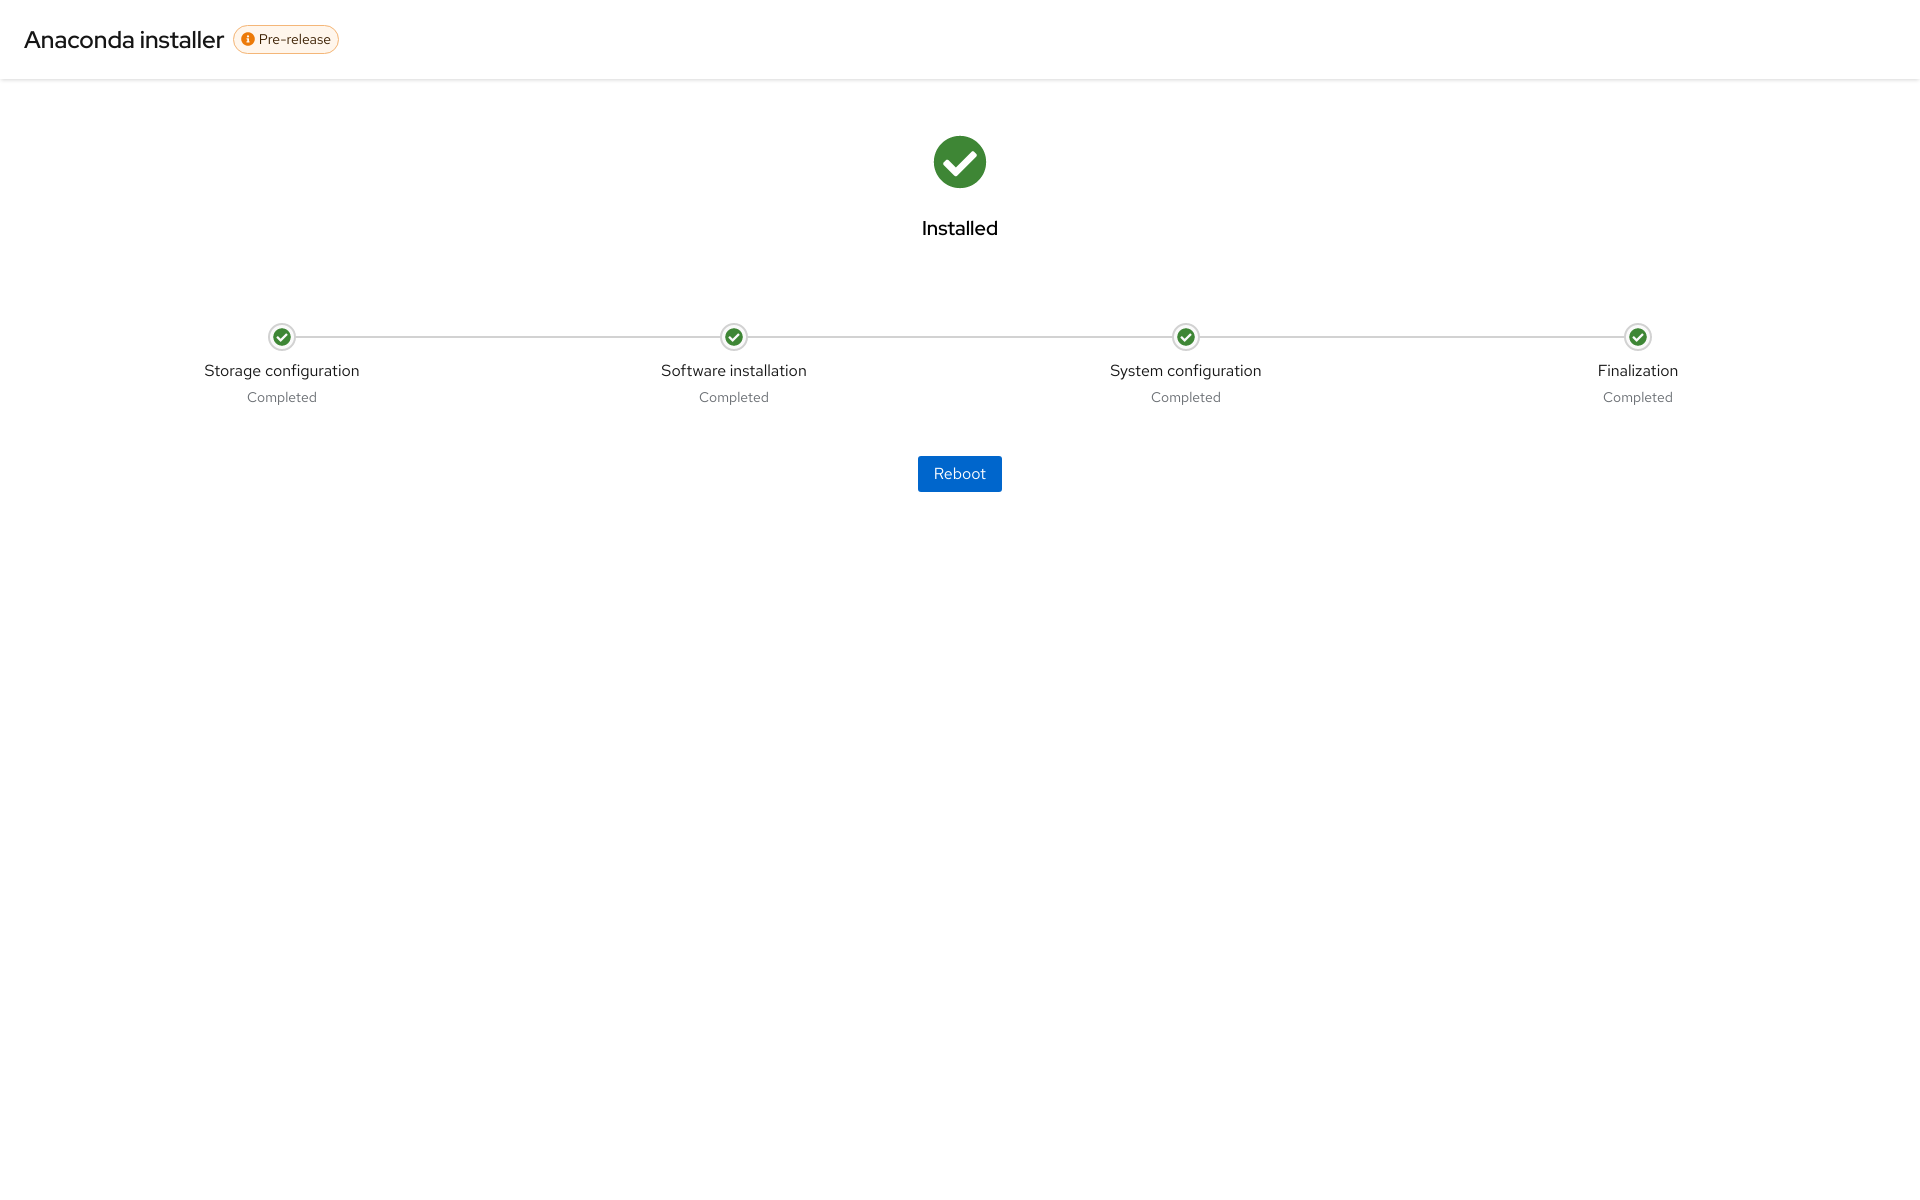 Anaconda installer
Pre-release
Installed
Storage configuration
Completed
Software installation
Completed
System configuration
Completed
Finalization
Completed
Reboot